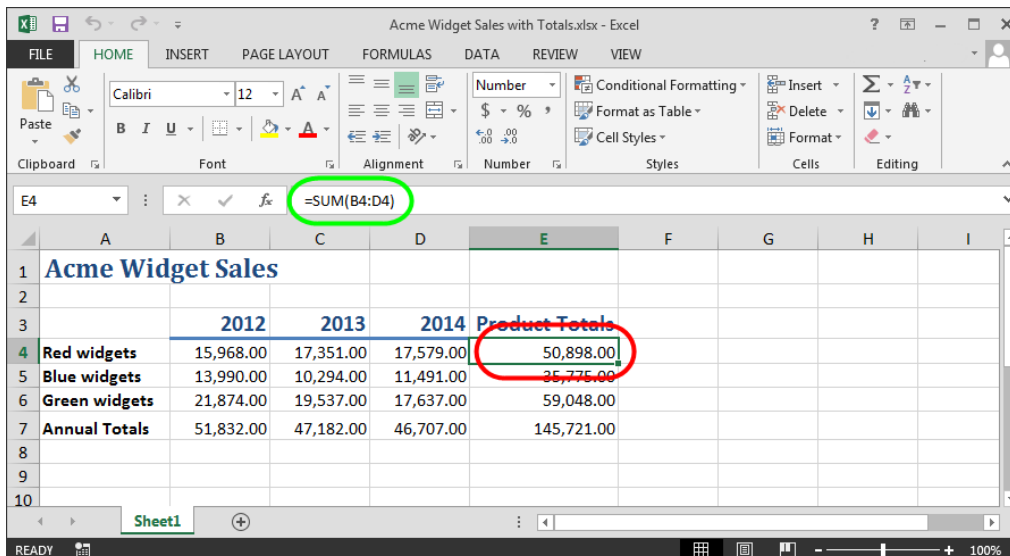 Acme Widget Sales with Totals.xlsx - Excel
FILE HOME INSERT PAGE LAYOUT FORMULAS DATA REVIEW VIEW
Calibri 12 Number Conditional Formatting Insert
Paste Format as Table Delete
B I U $ % Cell Styles Format
Clipboard Font Alignment Number Styles Cells Editing
E4 fx =SUM(B4:D4)
A B C D E F G H I
1 Acme Widget Sales
2
3 2012 2013 2014 Product Totals
4 Red widgets 15,968.00 17,351.00 17,579.00 50,898.00
5 Blue widgets 13,990.00 10,294.00 11,491.00 35,775.00
6 Green widgets 21,874.00 19,537.00 17,637.00 59,048.00
7 Annual Totals 51,832.00 47,182.00 46,707.00 145,721.00
8
9
10
Sheet1
READY 100%